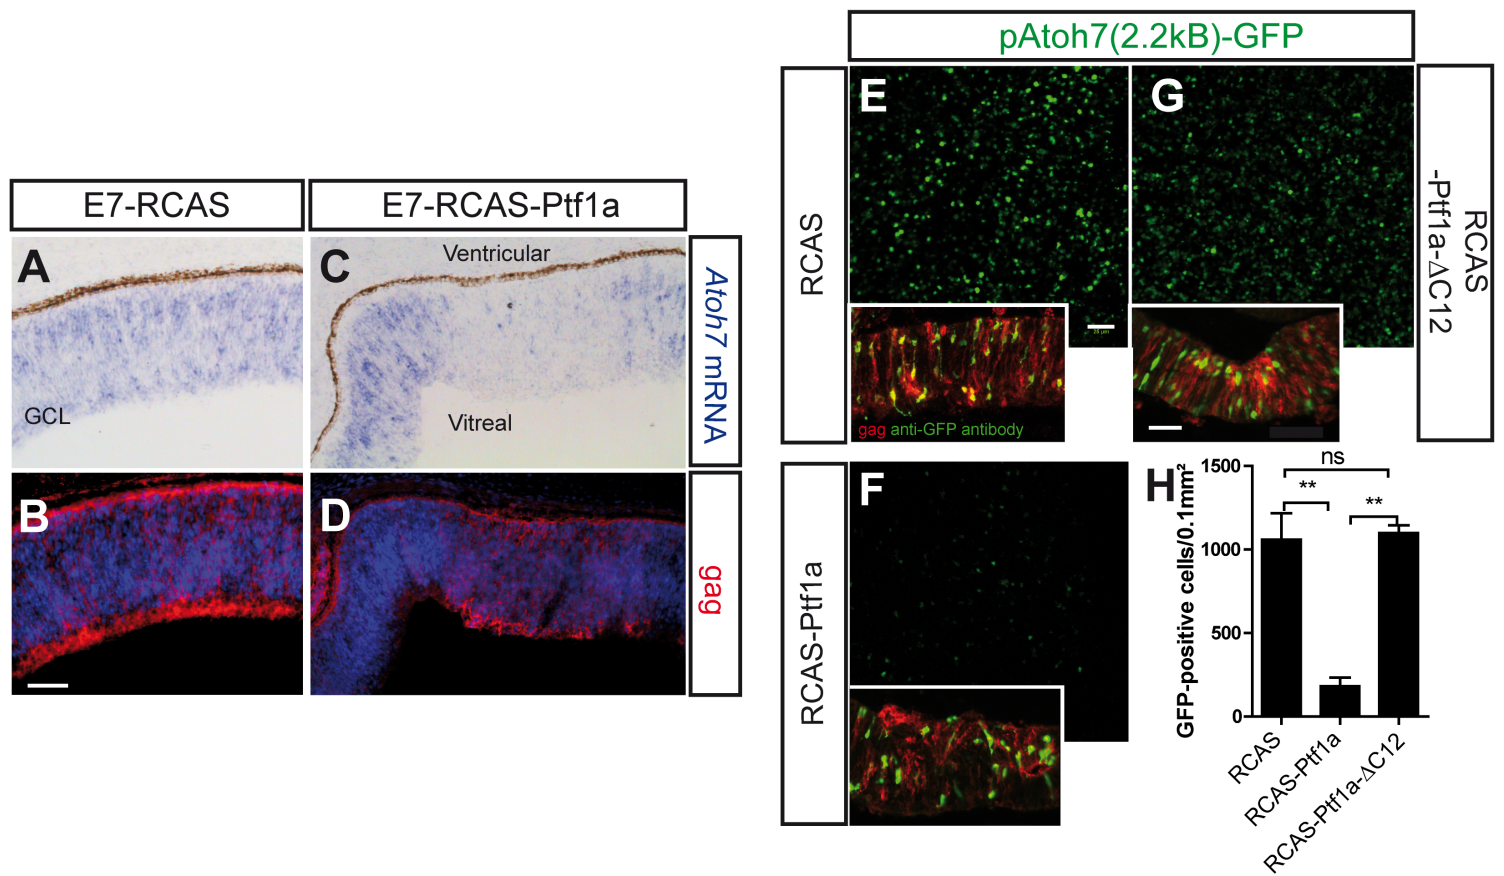 E7-RCAS
E7-RCAS-Ptf1a
A
GCL
C
Ventricular
Vitreal
Atoh7 mRNA
B
D
gag
pAtoh7(2.2kB)-GFP
RCAS
E
25 µm
gag anti-GFP antibody
G
RCAS
-Ptf1a-ΔC12
RCAS-Ptf1a
F
H
GFP-positive cells/0.1mm²
1500
1000
500
0
ns
**
**
RCAS
RCAS-Ptf1a
RCAS-Ptf1a-ΔC12